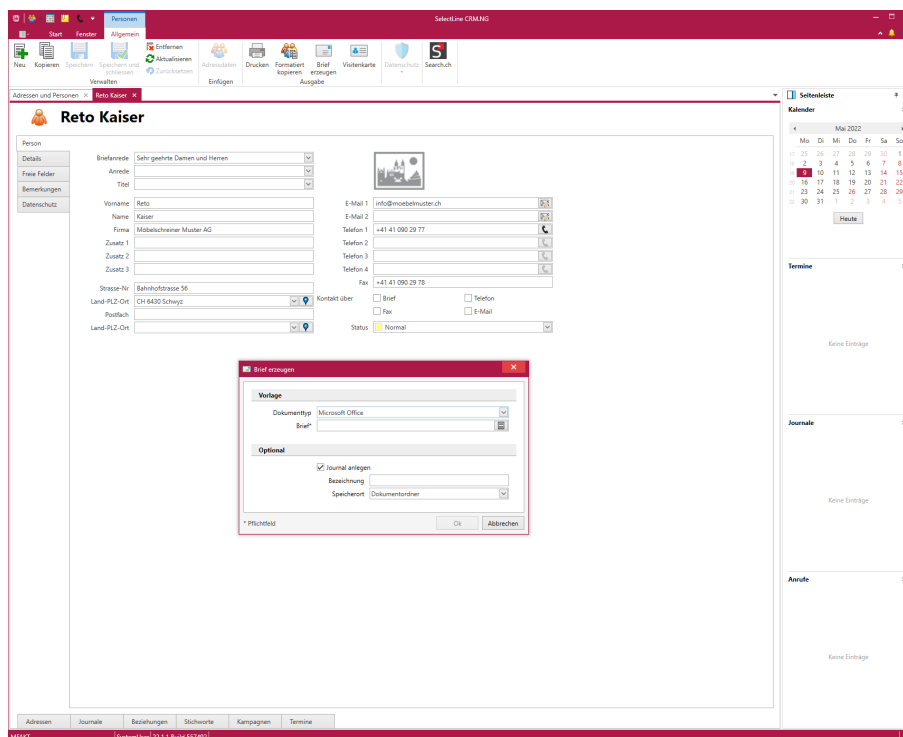 Personen
SelectLine CRM.NG
Start Fenster Allgemein
Neu Kopieren Speichern Speichern und schliessen Entfernen Aktualisieren Zurücksetzen Adressdaten Drucken Formatiert kopieren Brief erzeugen Visitenkarte Datenschutz Search.ch
Verwalten Einfügen Ausgabe
Adressen und Personen × Reto Kaiser ×
Reto Kaiser
Person
Details
Freie Felder
Bemerkungen
Datenschutz
Briefanrede Sehr geehrte Damen und Herren
Anrede
Titel
Vorname Reto
Name Kaiser
Firma Möbelschreiner Muster AG
Zusatz 1
Zusatz 2
Zusatz 3
Strasse-Nr Bahnhofstrasse 56
Land-PLZ-Ort CH 6430 Schwyz
Postfach
Land-PLZ-Ort
E-Mail 1 info@moebelmuster.ch
E-Mail 2
Telefon 1 +41 41 090 29 77
Telefon 2
Telefon 3
Telefon 4
Fax +41 41 090 29 78
Kontakt über Brief Telefon
Fax E-Mail
Status Normal
Brief erzeugen
Vorlage
Dokumenttyp Microsoft Office
Brief*
Optional
Journal anlegen
Bezeichnung
Speicherort Dokumentordner
* Pflichtfeld Ok Abbrechen
Seitenleiste
Kalender
Mai 2022
Mo Di Mi Do Fr Sa So
25 26 27 28 29 30 1
2 3 4 5 6 7 8
9 10 11 12 13 14 15
16 17 18 19 20 21 22
23 24 25 26 27 28 29
30 31 1 2 3 4 5
Heute
Termine
Keine Einträge
Journale
Keine Einträge
Anrufe
Keine Einträge
Adressen Journale Beziehungen Stichworte Kampagnen Termine